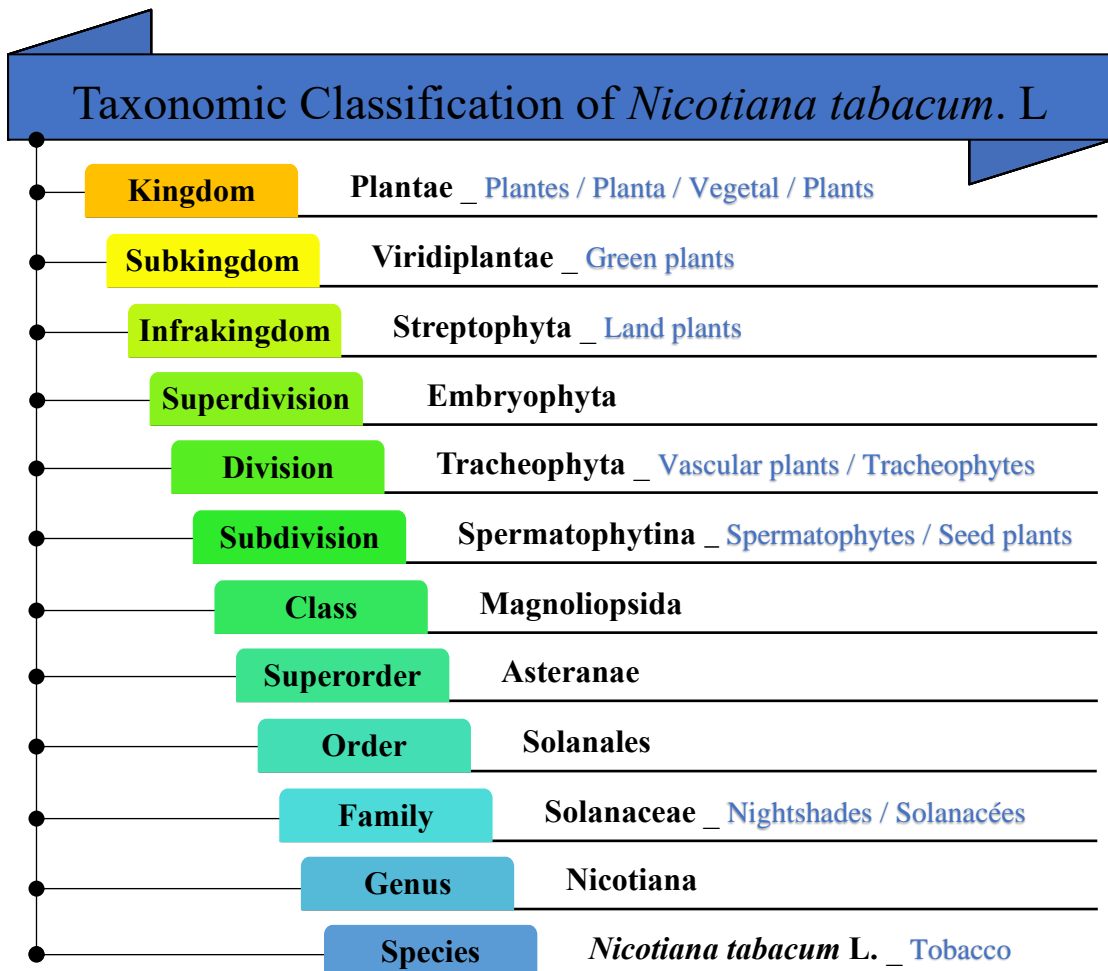 Taxonomic Classification of Nicotiana tabacum. L
Kingdom Plantae _ Plantes / Planta / Vegetal / Plants
Subkingdom Viridiplantae _ Green plants
Infrakingdom Streptophyta _ Land plants
Superdivision Embryophyta
Division Tracheophyta _ Vascular plants / Tracheophytes
Subdivision Spermatophytina _ Spermatophytes / Seed plants
Class Magnoliopsida
Superorder Asteranae
Order Solanales
Family Solanaceae _ Nightshades / Solanacées
Genus Nicotiana
Species Nicotiana tabacum L. _ Tobacco